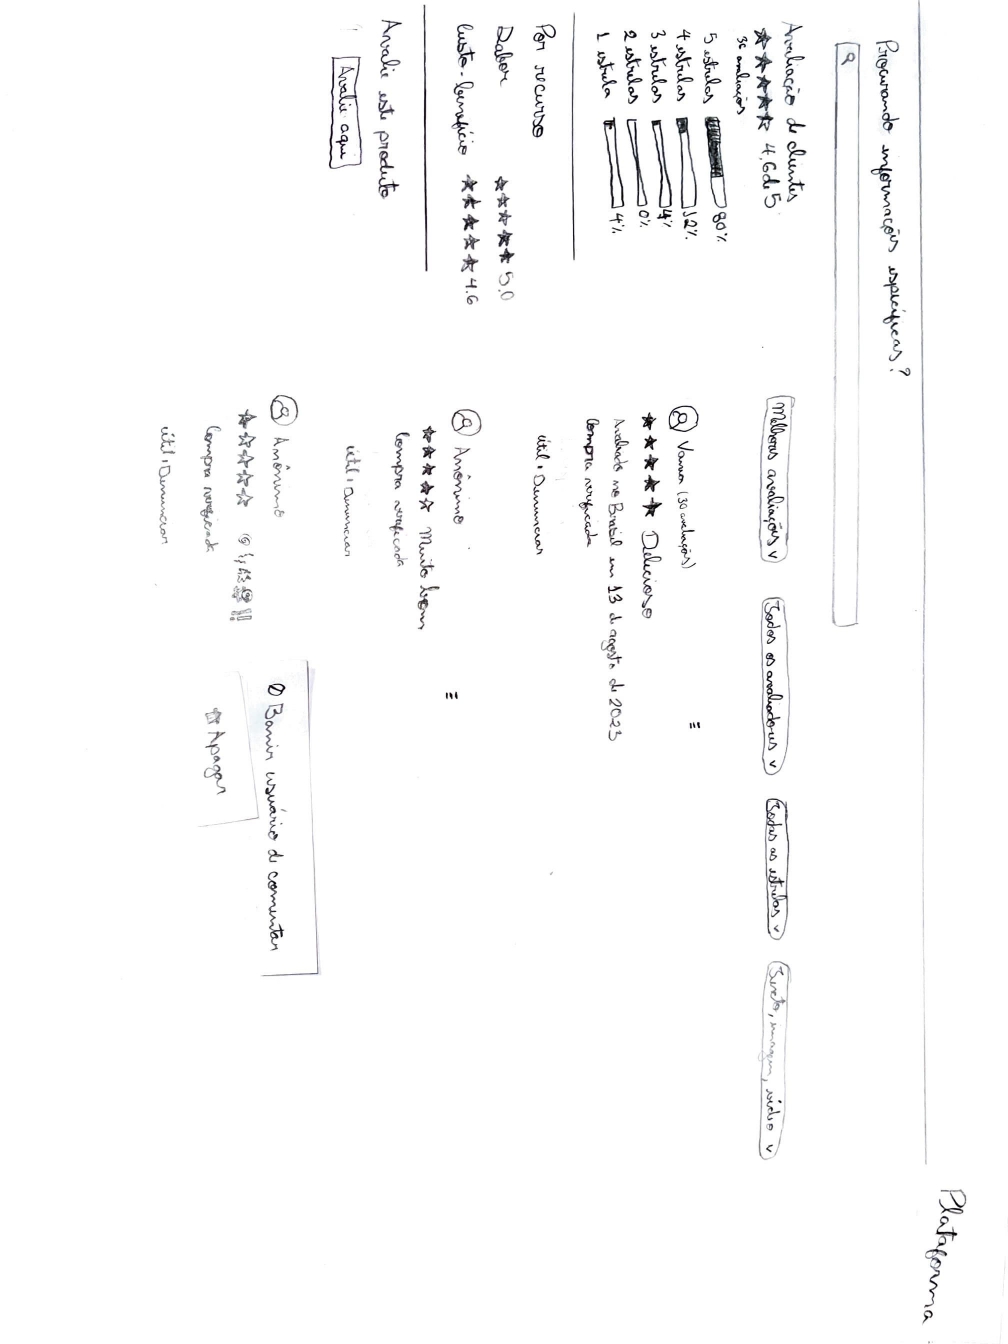 Plataforma
Procurando informações específicas?
Avaliação de clientes
4,6 de 5
36 avaliações
5 estrelas 80%
4 estrelas 12%
3 estrelas 4%
2 estrelas 0%
1 estrela 4%
Por recurso
Sabor 5.0
Custo-benefício 4.6
Avalie este produto
Avalie aqui
Melhores avaliações v
Todos os avaliadores v
Todas as estrelas v
Texto, imagem, vídeo v
(30 avaliações)
Delicioso
Avaliado no Brasil em 13 de agosto de 2023
Compra verificada
útil • Denunciar
Anônimo
Muito bom
Compra verificada
útil • Denunciar
Anônimo
Compra verificada
útil • Denunciar
Banir usuário de comentar
Apagar